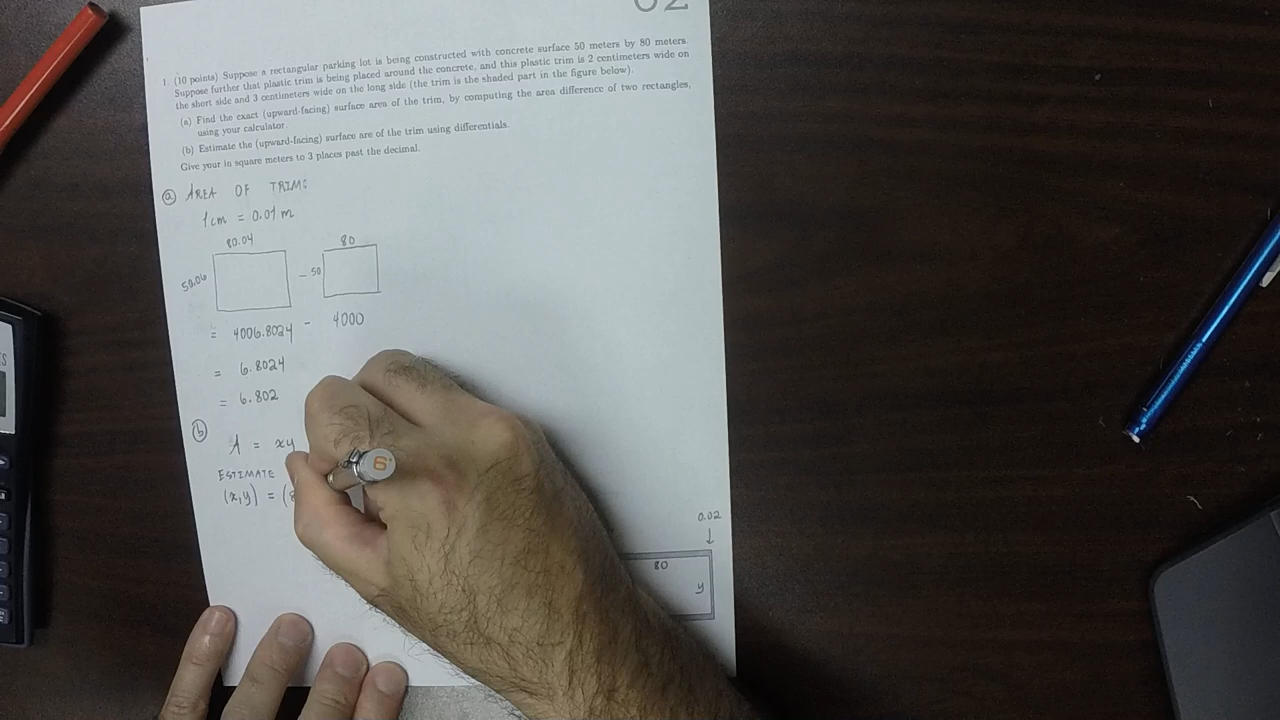 02
1. (10 points) Suppose a rectangular parking lot is being constructed with concrete surface 50 meters by 80 meters.
Suppose further that plastic trim is being placed around the concrete, and this plastic trim is 2 centimeters wide on
the short side and 3 centimeters wide on the long side (the trim is the shaded part in the figure below).
(a) Find the exact (upward-facing) surface area of the trim, by computing the area difference of two rectangles,
using your calculator.
(b) Estimate the (upward-facing) surface are of the trim using differentials.
Give your in square meters to 3 places past the decimal.
(a) AREA OF TRIM:
1cm = 0.01 m
80.04 80
50.06 - 50
= 4006.8024 - 4000
= 6.8024
= 6.802
(b)
A = xy
ESTIMATE
(x,y) = (8
0.02
↓
80
y